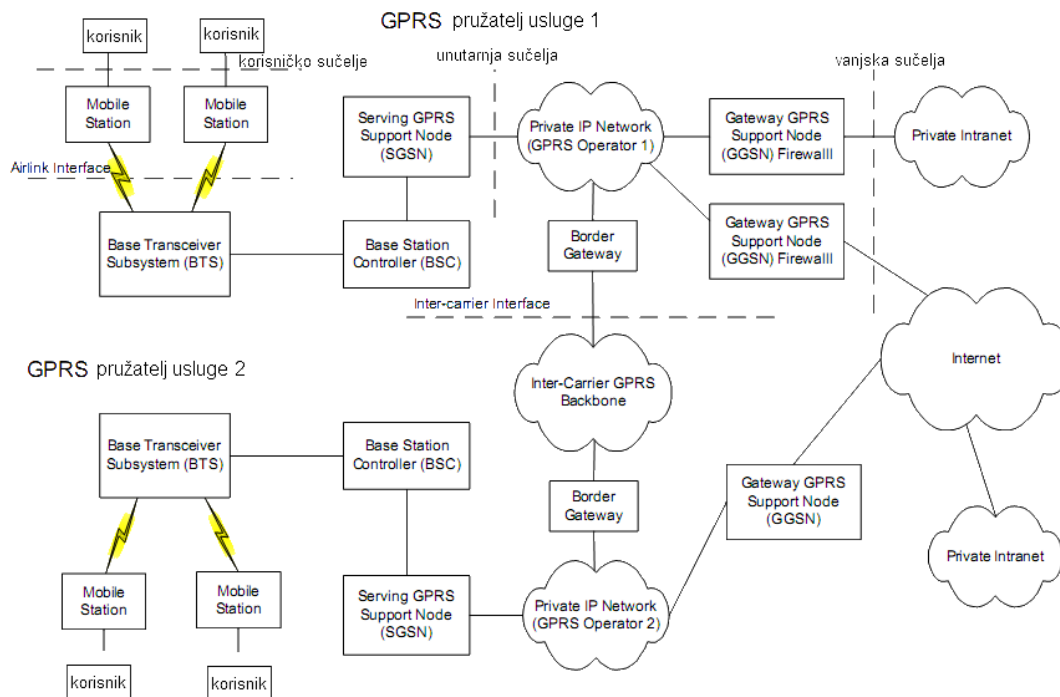 GPRS pružatelj usluge 1
korisnik
korisnik
korisničko sučelje
unutarnja sučelja
vanjska sučelja
Mobile
Station
Mobile
Station
Serving GPRS
Support Node
(SGSN)
Private IP Network
(GPRS Operator 1)
Gateway GPRS
Support Node
(GGSN) Firewalll
Private Intranet
Airlink Interface
Base Transceiver
Subsystem (BTS)
Base Station
Controller (BSC)
Border
Gateway
Gateway GPRS
Support Node
(GGSN) Firewalll
Inter-carrier Interface
Internet
GPRS pružatelj usluge 2
Inter-Carrier GPRS
Backbone
Base Transceiver
Subsystem (BTS)
Base Station
Controller (BSC)
Border
Gateway
Gateway GPRS
Support Node
(GGSN)
Private Intranet
Mobile
Station
Mobile
Station
Serving GPRS
Support Node
(SGSN)
Private IP Network
(GPRS Operator 2)
korisnik
korisnik